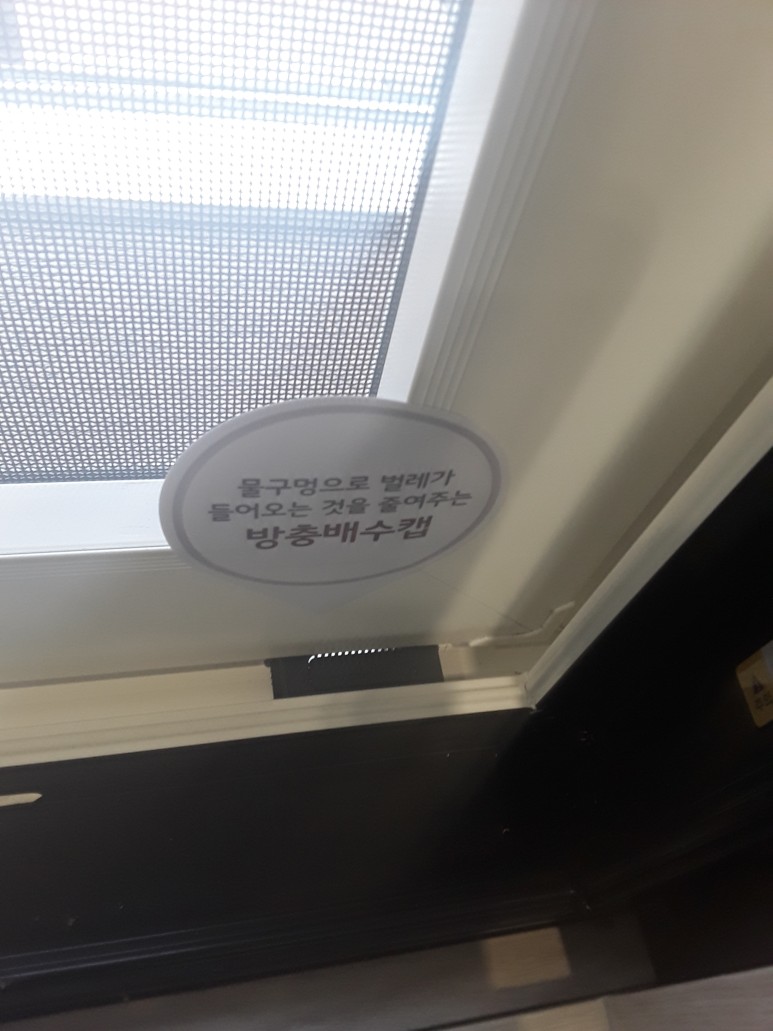 물구멍으로 벌레가
들어오는 것을 줄여주는
방충배수캡